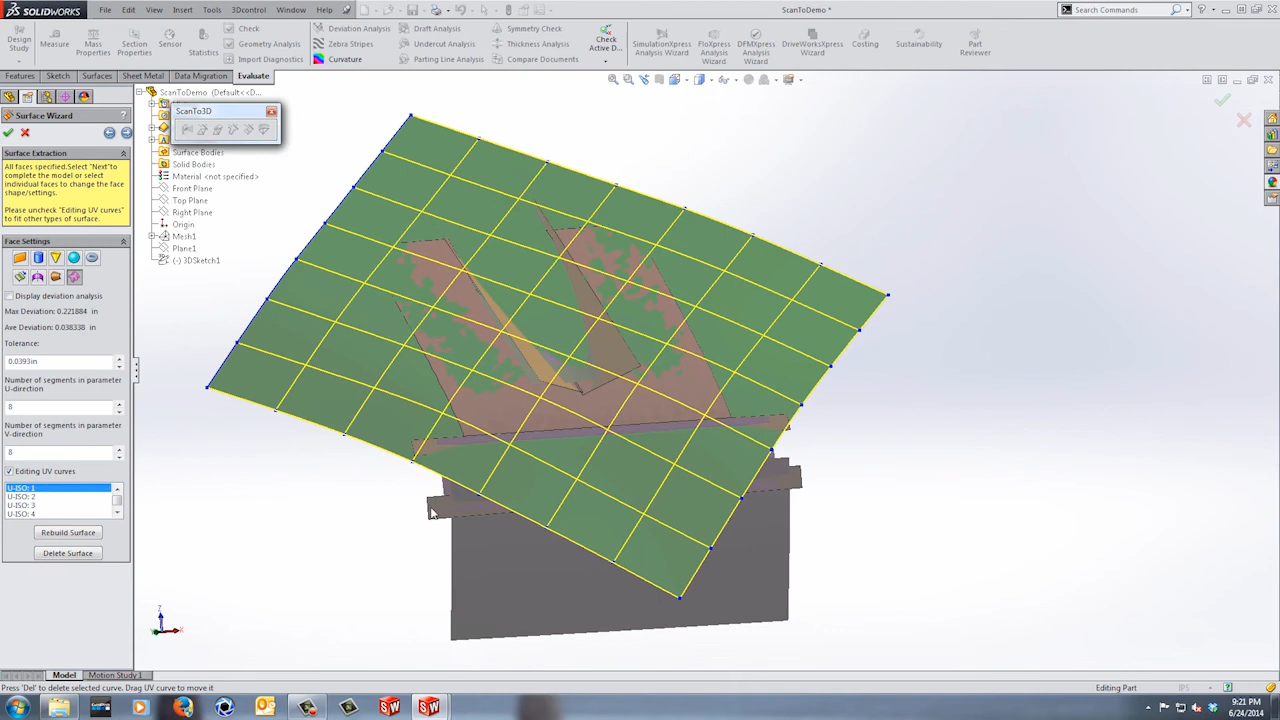 SOLIDWORKS
File Edit View Insert Tools 3Dcontrol Window Help
ScanToDemo *
Search Commands
Design Study
Measure
Mass Properties
Section Properties
Sensor
Statistics
Check
Geometry Analysis
Import Diagnostics
Deviation Analysis
Zebra Stripes
Curvature
Draft Analysis
Undercut Analysis
Parting Line Analysis
Symmetry Check
Thickness Analysis
Compare Documents
Check Active D...
SimulationXpress Analysis Wizard
FloXpress Analysis Wizard
DFMXpress Analysis Wizard
DriveWorksXpress Wizard
Costing
Sustainability
Part Reviewer
Features Sketch Surfaces Sheet Metal Data Migration Evaluate
ScanToDemo (Default<<D...
ScanTo3D
Surface Bodies
Solid Bodies
Material <not specified>
Front Plane
Top Plane
Right Plane
Origin
Mesh1
Plane1
(-) 3DSketch1
Surface Wizard
?
Surface Extraction
All faces specified.Select "Next"to
complete the model or select
individual faces to change the face
shape/settings.
Please uncheck "Editing UV curves"
to fit other types of surface.
Face Settings
Display deviation analysis
Max Deviation: 0.221884 in
Ave Deviation: 0.038338 in
Tolerance:
0.0393in
Number of segments in parameter
U-direction
8
Number of segments in parameter
V-direction
8
Editing UV curves
U-ISO: 1
U-ISO: 2
U-ISO: 3
U-ISO: 4
Rebuild Surface
Delete Surface
Z
X
Model Motion Study 1
Press 'Del' to delete selected curve. Drag UV curve to move it
Editing Part
IPS
9:21 PM
6/24/2014